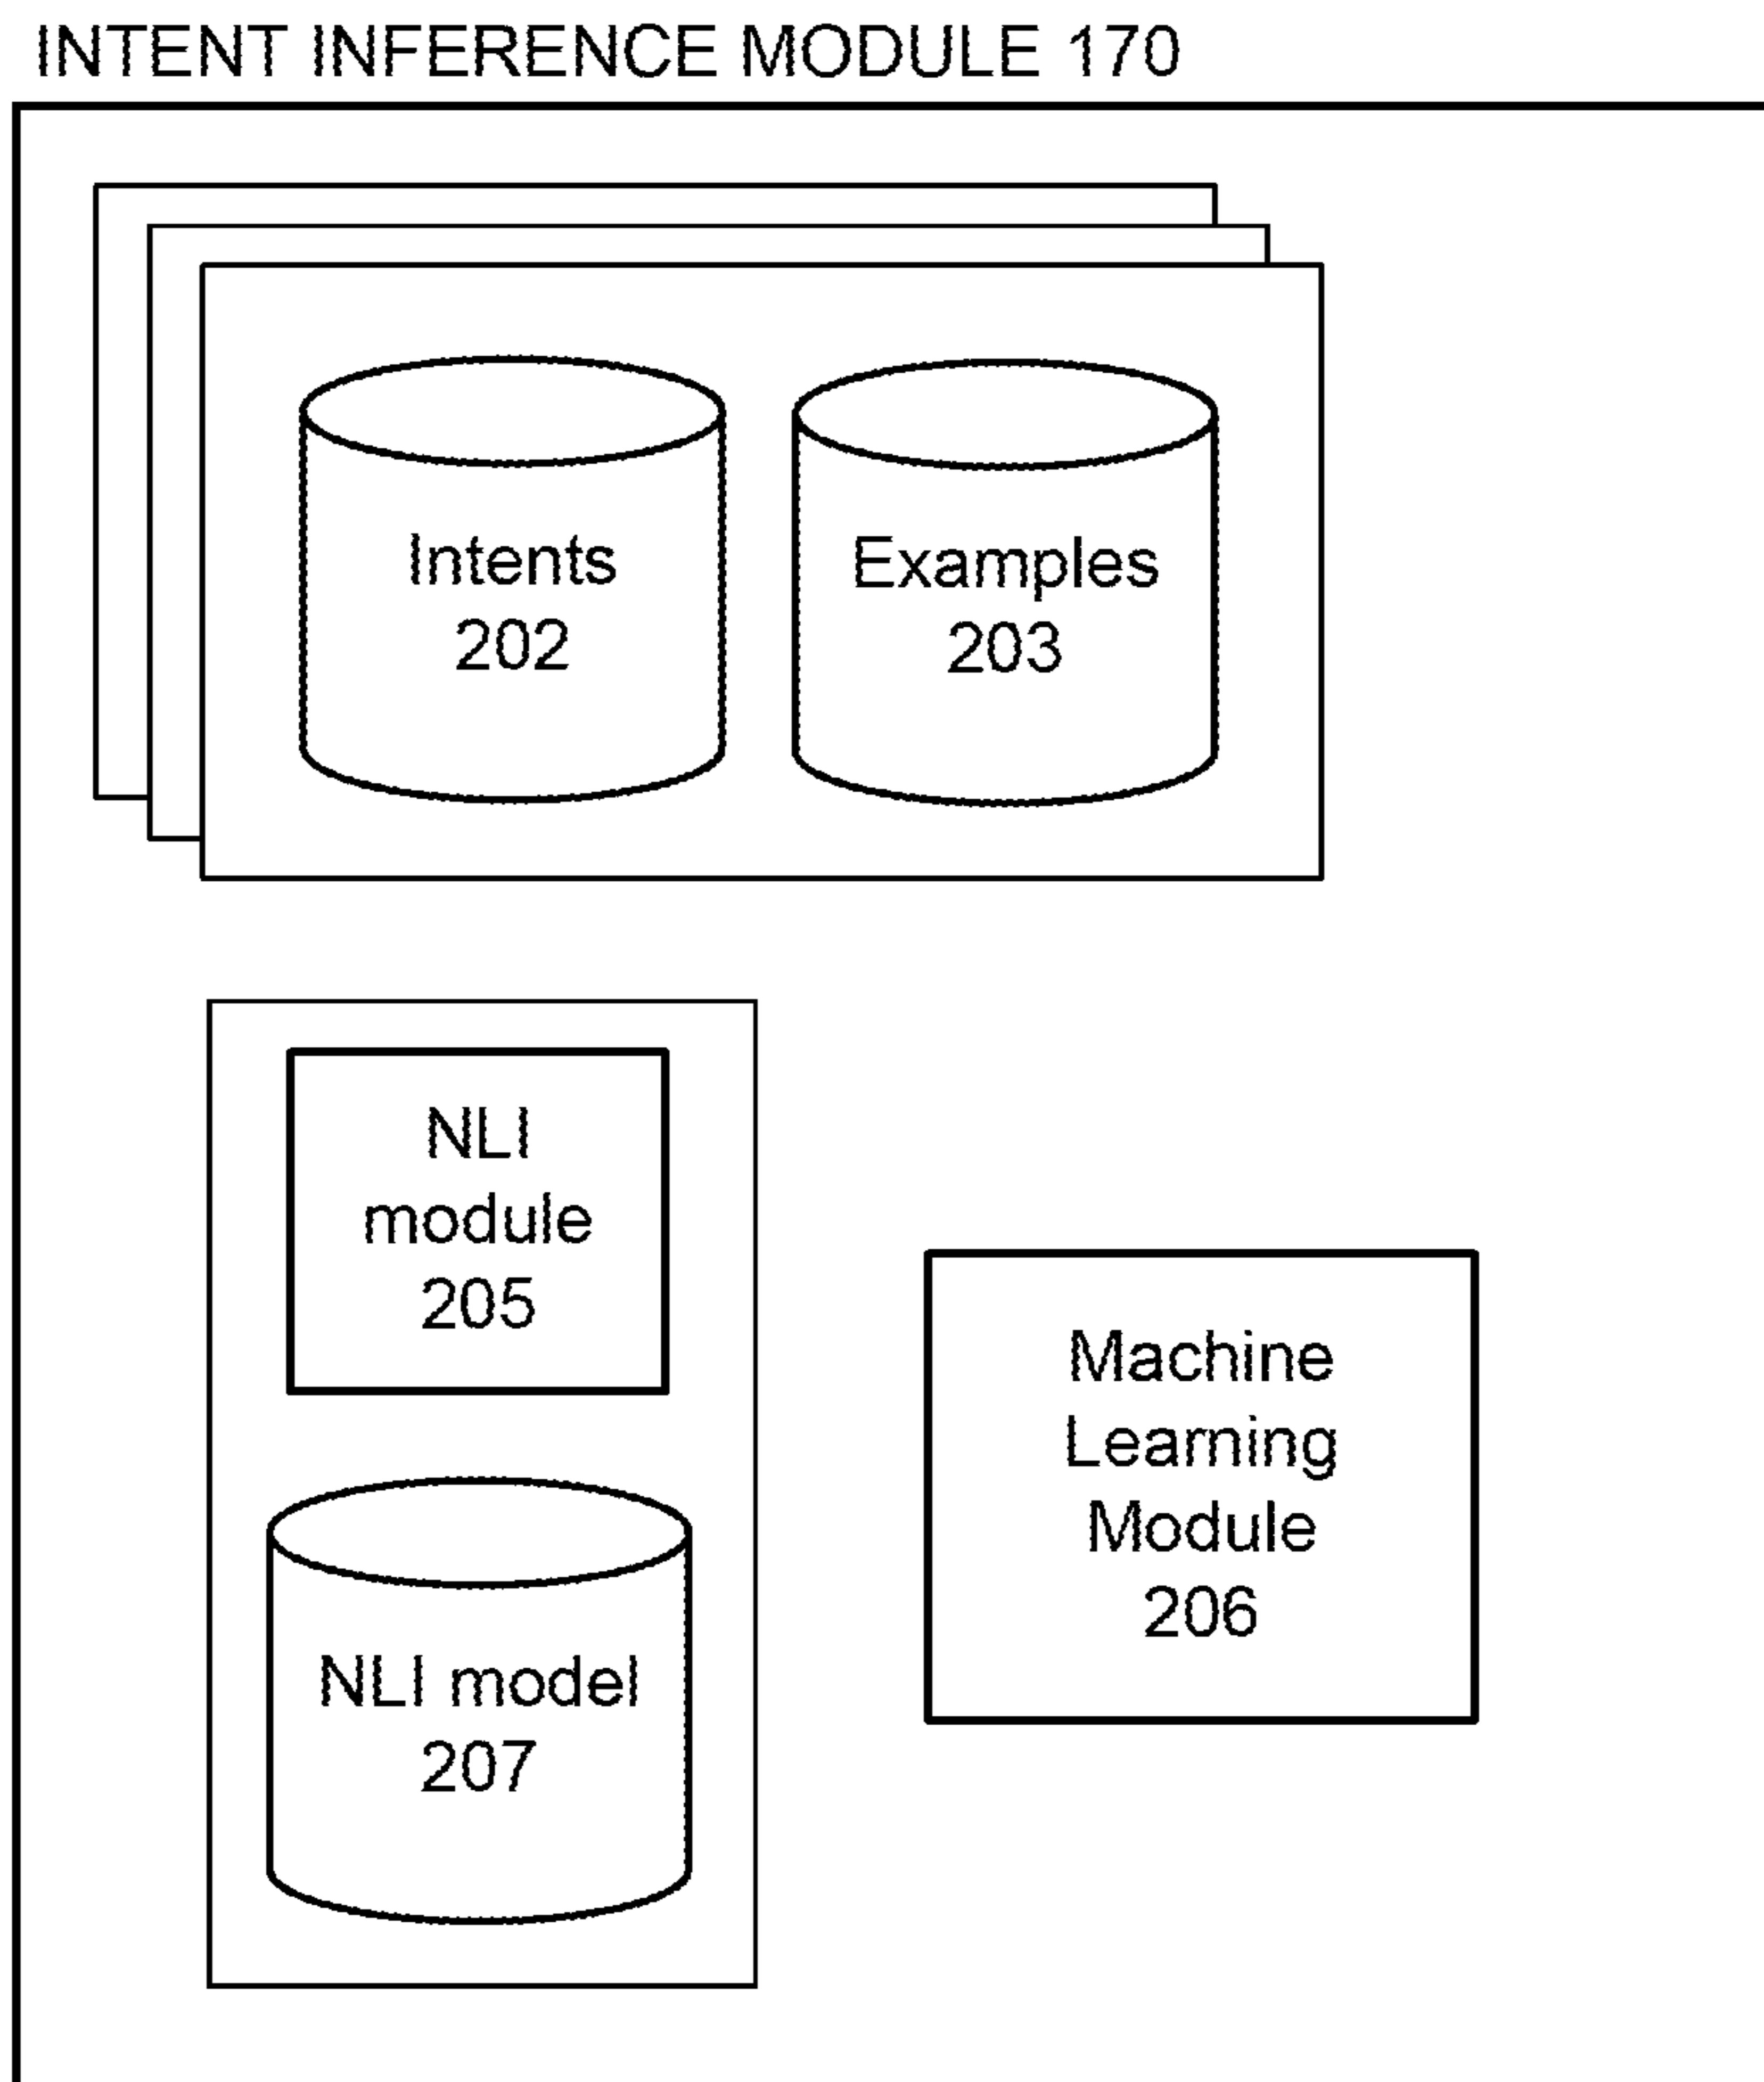 INTENT INFERENCE MODULE 170
Intents
202
Examples
203
NLI
module
205
NLI model
207
Machine
Learning
Module
206